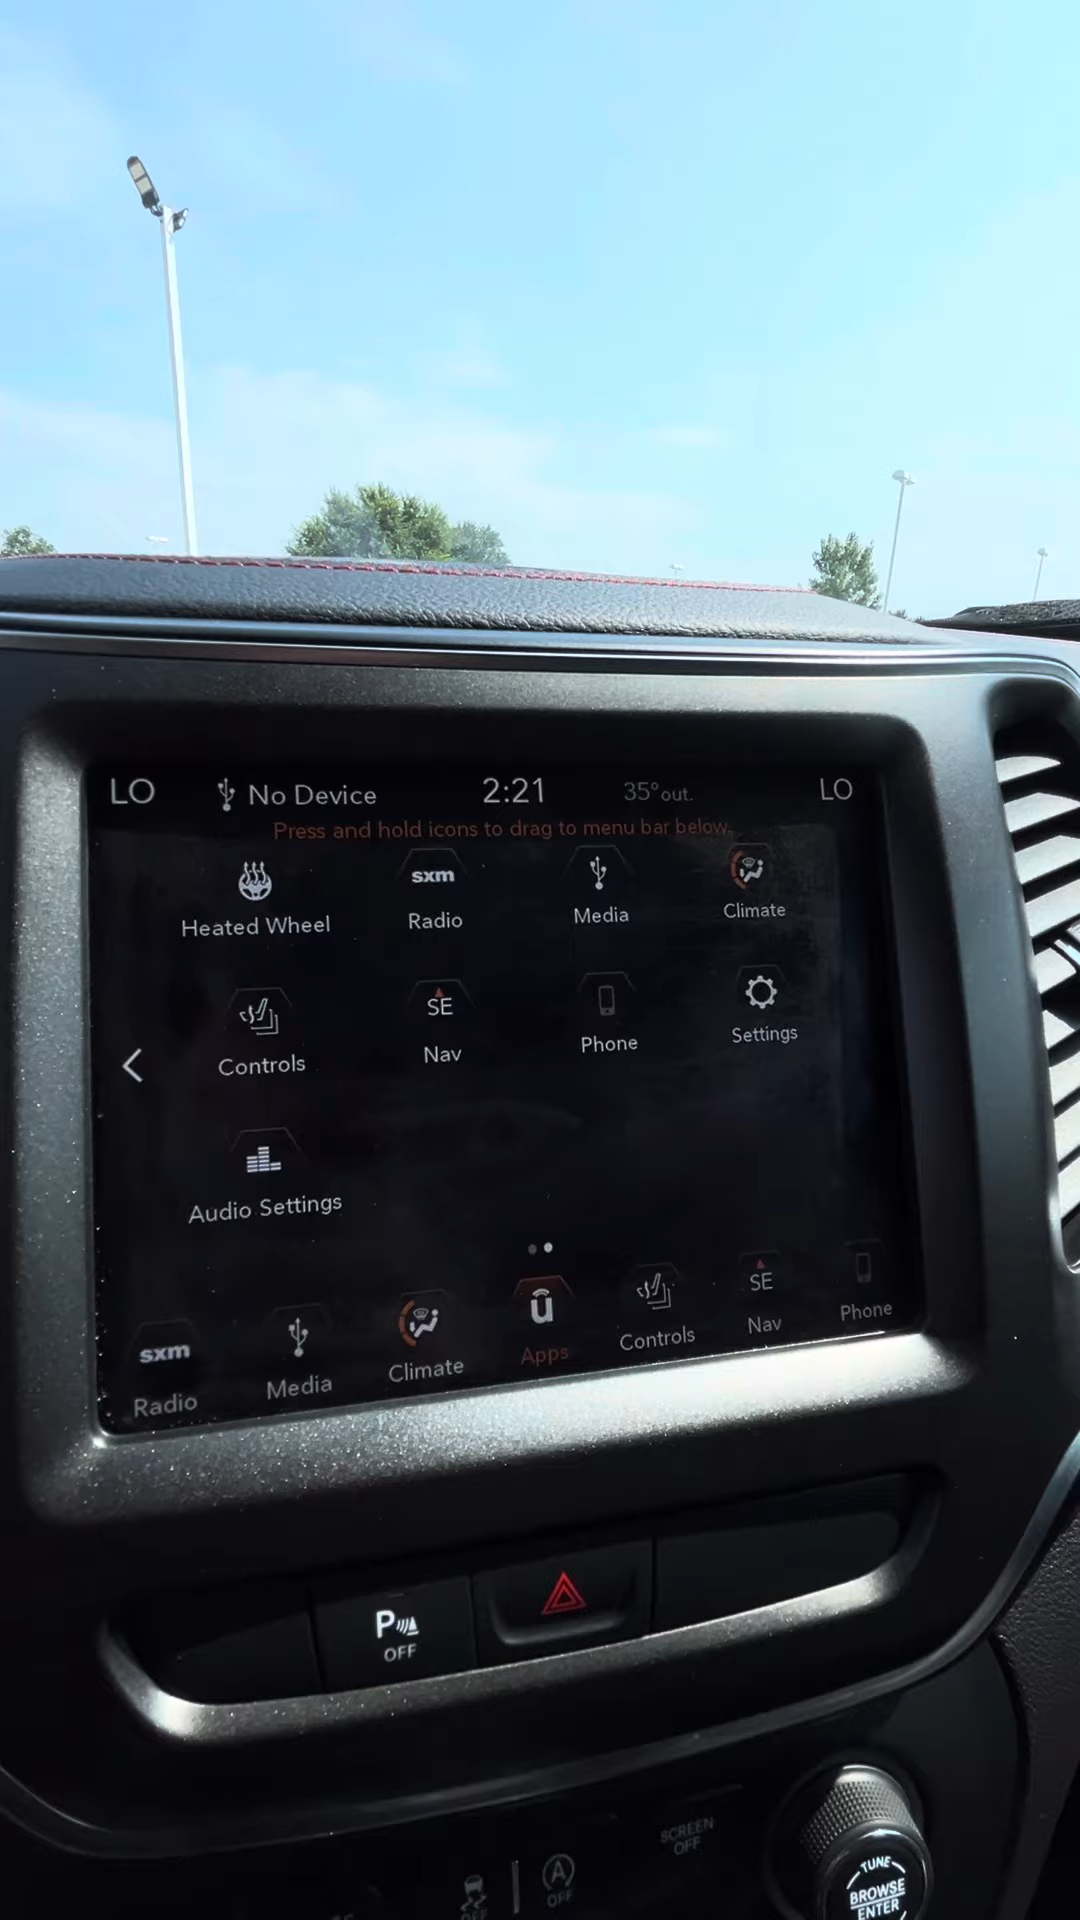 LO No Device 2:21 35°out. LO
Press and hold icons to drag to menu bar below.
Heated Wheel
sxm
Radio
Media
Climate
Controls
SE
Nav
Phone
Settings
Audio Settings
sxm
Radio
Media
Climate
u
Apps
Controls
SE
Nav
Phone
P
OFF
SCREEN
OFF
OFF
A
OFF
TUNE
BROWSE
ENTER